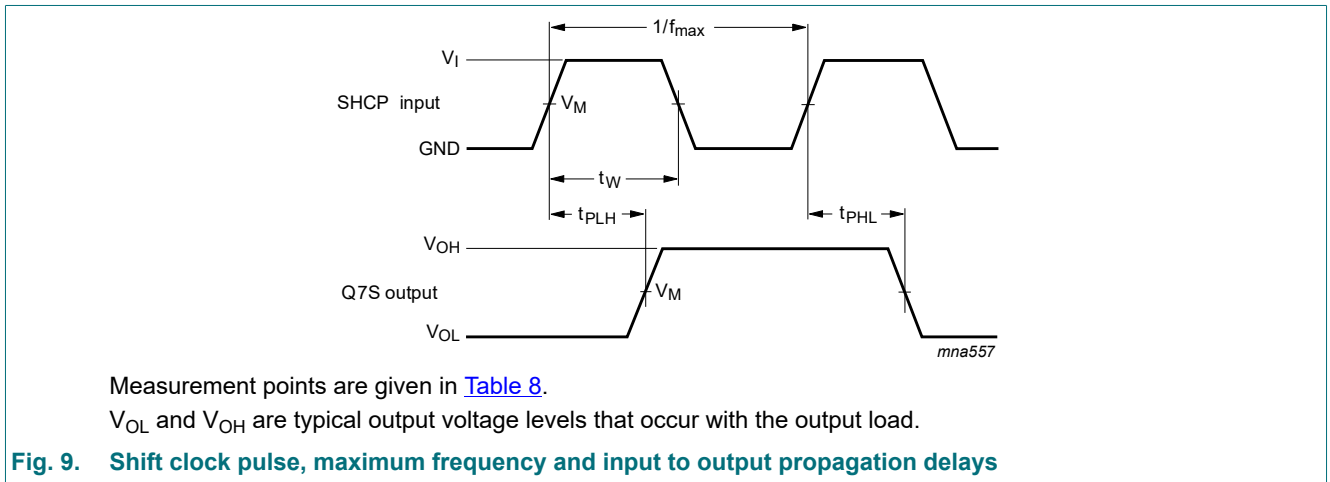 1/fmax
VI
SHCP input
VM
GND
tW
tPLH
tPHL
VOH
Q7S output
VM
VOL
mna557
Measurement points are given in Table 8.
VOL and VOH are typical output voltage levels that occur with the output load.
Fig. 9. Shift clock pulse, maximum frequency and input to output propagation delays